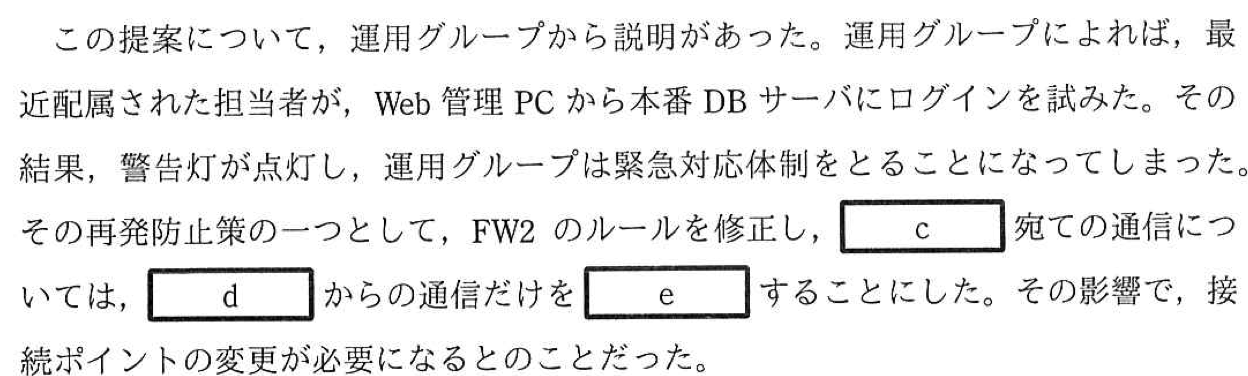 この提案について，運用グループから説明があった。運用グループによれば，最
近配属された担当者が，Web 管理 PC から本番 DB サーバにログインを試みた。その
結果，警告灯が点灯し，運用グループは緊急対応体制をとることになってしまった。
その再発防止策の一つとして，FW2 のルールを修正し， c 宛ての通信につ
いては， d からの通信だけを e することにした。その影響で，接
続ポイントの変更が必要になるとのことだった。